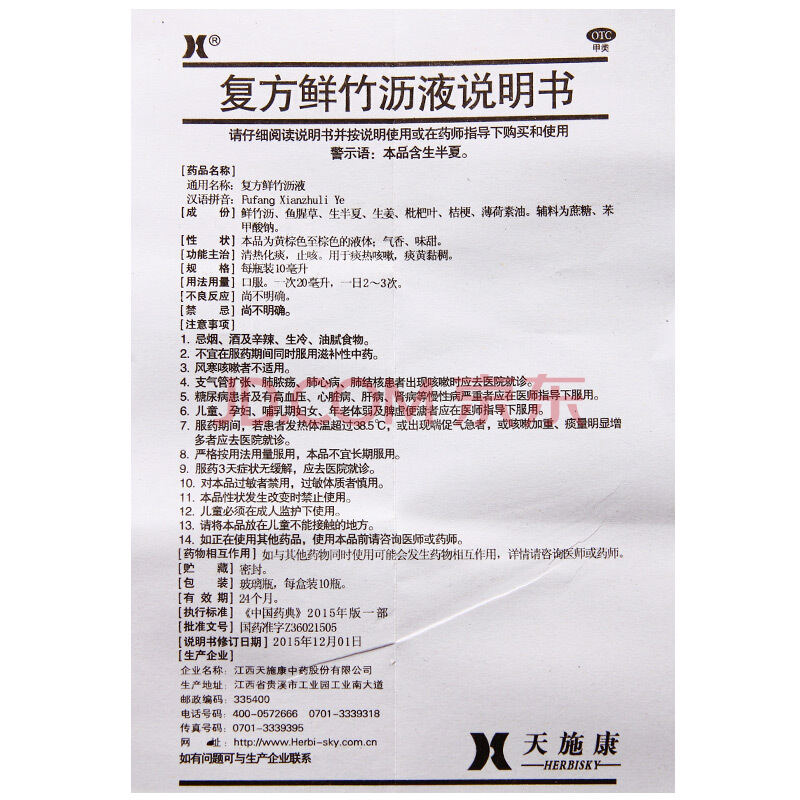 ®
OTC
甲类
复方鲜竹沥液说明书
请仔细阅读说明书并按说明使用或在药师指导下购买和使用
警示语：本品含生半夏。
[药品名称]
通用名称：复方鲜竹沥液
汉语拼音：Fufang Xianzhuli Ye
[成 份] 鲜竹沥、鱼腥草、生半夏、生姜、枇杷叶、桔梗、薄荷素油。辅料为蔗糖、苯
甲酸钠。
[性 状] 本品为黄棕色至棕色的液体；气香、味甜。
[功能主治] 清热化痰，止咳。用于痰热咳嗽，痰黄黏稠。
[规 格] 每瓶装10毫升
[用法用量] 口服。一次20毫升，一日2～3次。
[不良反应] 尚不明确。
[禁 忌] 尚不明确。
[注意事项]
1. 忌烟、酒及辛辣、生冷、油腻食物。
2. 不宜在服药期间同时服用滋补性中药。
3. 风寒咳嗽者不适用。
4. 支气管扩张、肺脓疡、肺心病、肺结核患者出现咳嗽时应去医院就诊。
5. 糖尿病患者及有高血压、心脏病、肝病、肾病等慢性病严重者应在医师指导下服用。
6. 儿童、孕妇、哺乳期妇女、年老体弱及脾虚便溏者应在医师指导下服用。
7. 服药期间，若患者发热体温超过38.5℃，或出现喘促气急者，或咳嗽加重、痰量明显增
多者应去医院就诊。
8. 严格按用法用量服用，本品不宜长期服用。
9. 服药3天症状无缓解，应去医院就诊。
10. 对本品过敏者禁用，过敏体质者慎用。
11. 本品性状发生改变时禁止使用。
12. 儿童必须在成人监护下使用。
13. 请将本品放在儿童不能接触的地方。
14. 如正在使用其他药品，使用本品前请咨询医师或药师。
[药物相互作用] 如与其他药物同时使用可能会发生药物相互作用，详情请咨询医师或药师。
[贮 藏] 密封。
[包 装] 玻璃瓶，每盒装10瓶。
[有 效 期] 24个月。
[执行标准] 《中国药典》2015年版一部
[批准文号] 国药准字Z36021505
[说明书修订日期] 2015年12月01日
[生产企业]
企业名称：江西天施康中药股份有限公司
生产地址：江西省贵溪市工业园工业南大道
邮政编码：335400
电话号码：400-0572666 0701-3339318
传真号码：0701-3339395
网 址：http://www.Herbi-sky.com.cn
如有问题可与生产企业联系
天施康
HERBISKY
JD.COM 京东